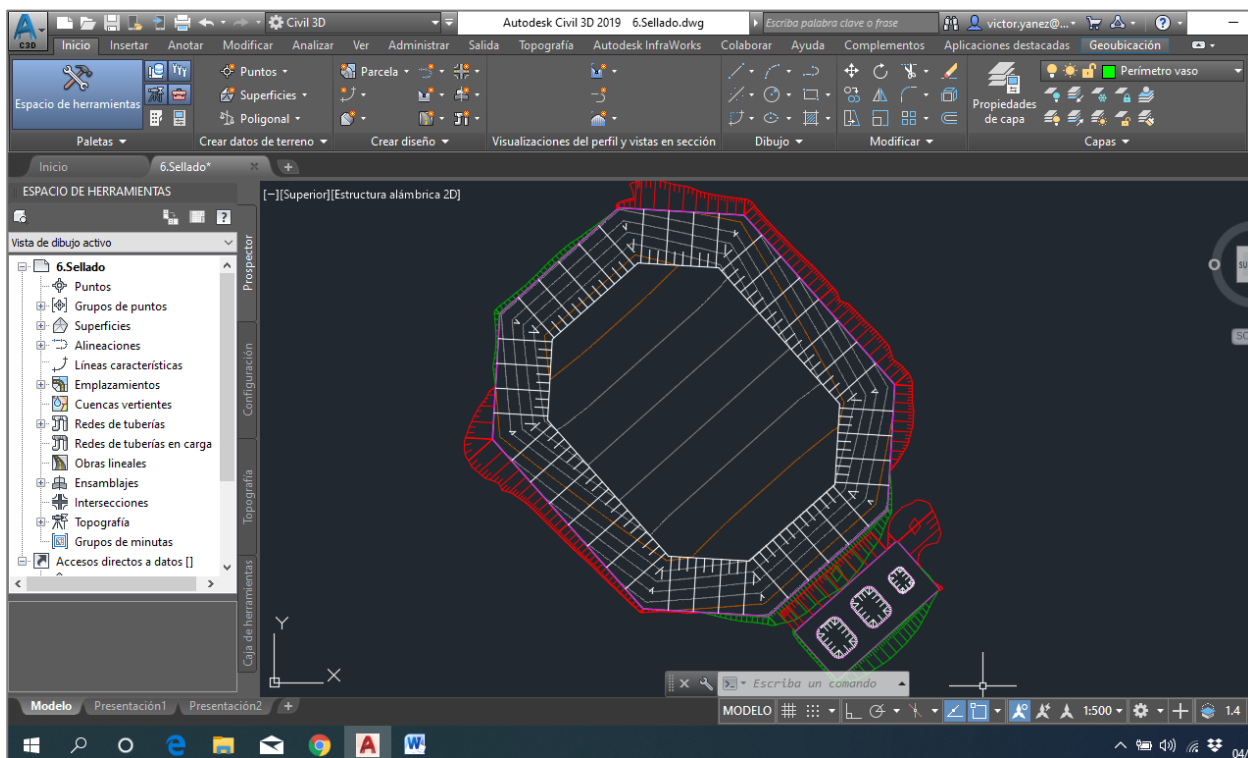 Civil 3D Autodesk Civil 3D 2019 6.Sellado.dwg Escriba palabra clave o frase victor.yanez@...
C3D Inicio Insertar Anotar Modificar Analizar Ver Administrar Salida Topografía Autodesk InfraWorks Colaborar Ayuda Complementos Aplicaciones destacadas Geoubicación
Espacio de herramientas Puntos Parcela Propiedades de capa Perímetro vaso
Superficies
Poligonal
Paletas Crear datos de terreno Crear diseño Visualizaciones del perfil y vistas en sección Dibujo Modificar Capas
Inicio 6.Sellado*
ESPACIO DE HERRAMIENTAS
[−][Superior][Estructura alámbrica 2D]
Vista de dibujo activo
6.Sellado
Puntos
Grupos de puntos
Superficies
Alineaciones
Líneas características
Emplazamientos
Cuencas vertientes
Redes de tuberías
Redes de tuberías en carga
Obras lineales
Ensamblajes
Intersecciones
Topografía
Grupos de minutas
Accesos directos a datos []
Prospector
Configuración
Topografía
Caja de herramientas
O
SU
SC
Y
X
Escriba un comando
Modelo Presentación1 Presentación2
MODELO 1:500 1.4
04/